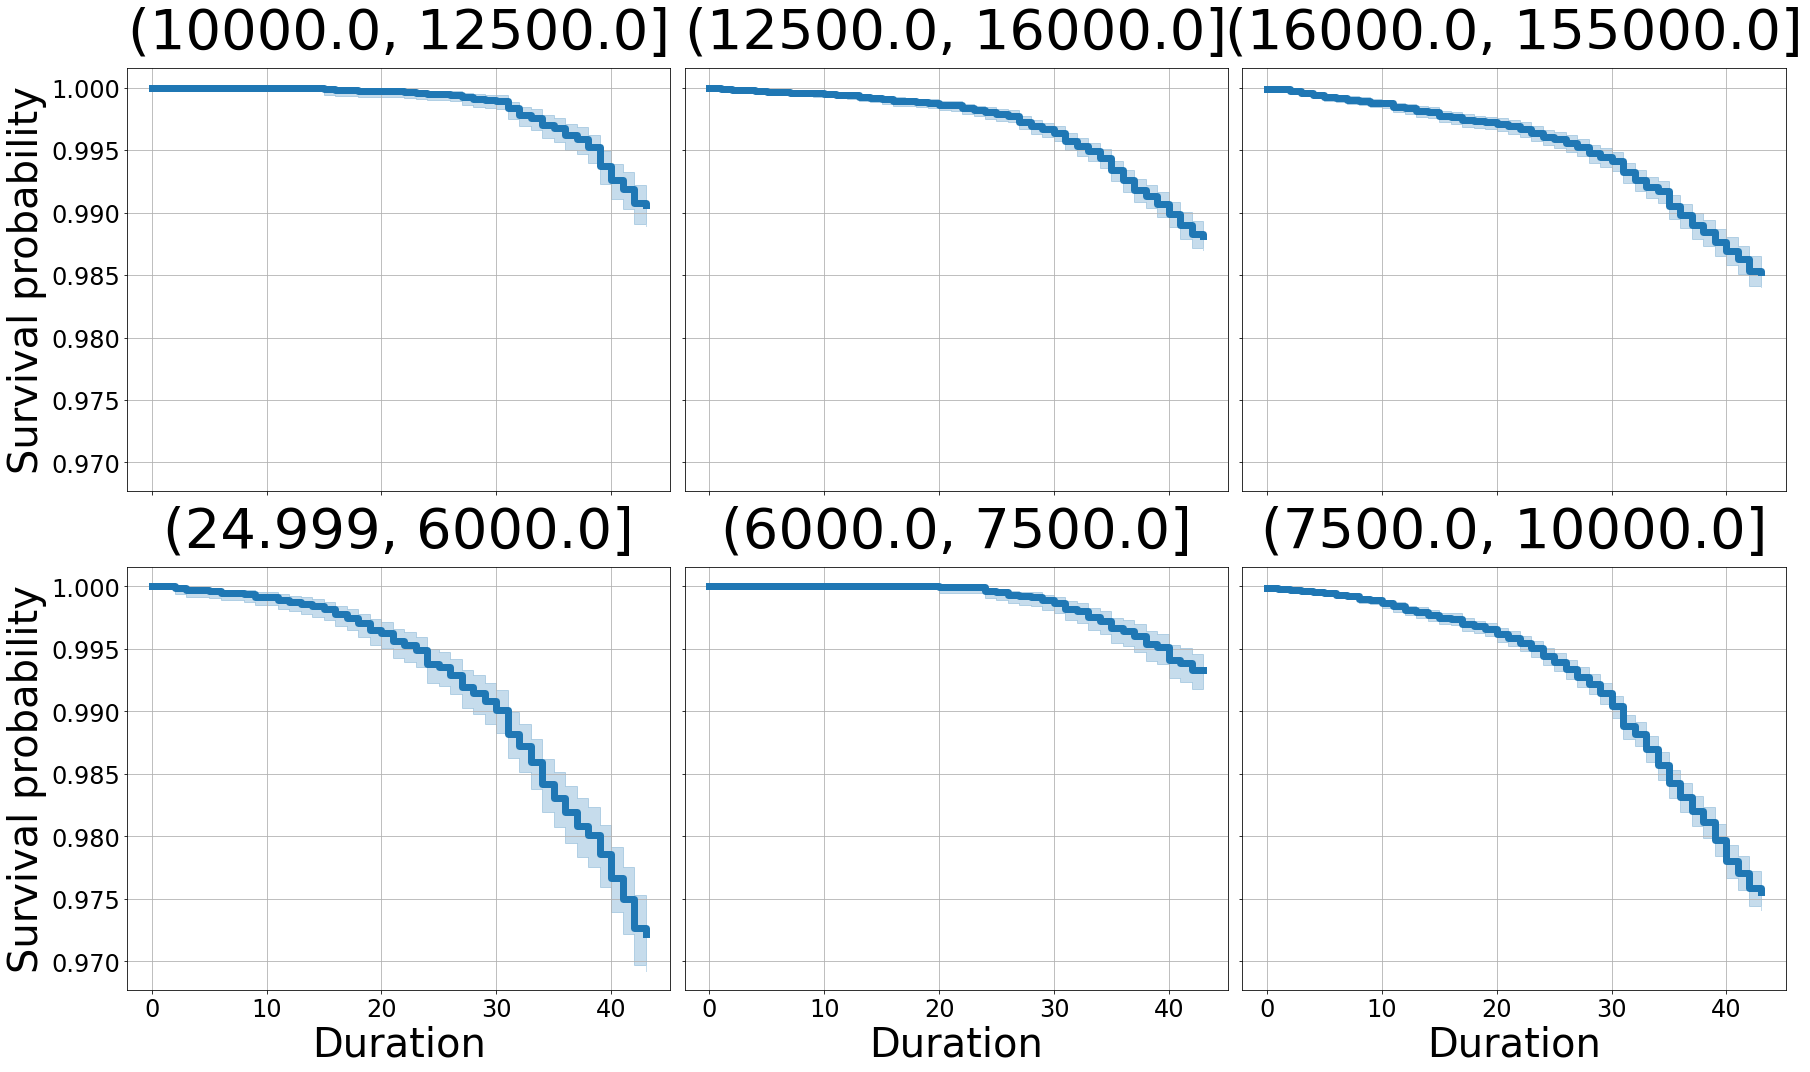 (10000.0, 12500.0]
(12500.0, 16000.0]
(16000.0, 155000.0]
Survival probability
1.000
0.995
0.990
0.985
0.980
0.975
0.970
(24.999, 6000.0]
(6000.0, 7500.0]
(7500.0, 10000.0]
Survival probability
1.000
0.995
0.990
0.985
0.980
0.975
0.970
0 10 20 30 40
0 10 20 30 40
0 10 20 30 40
Duration
Duration
Duration